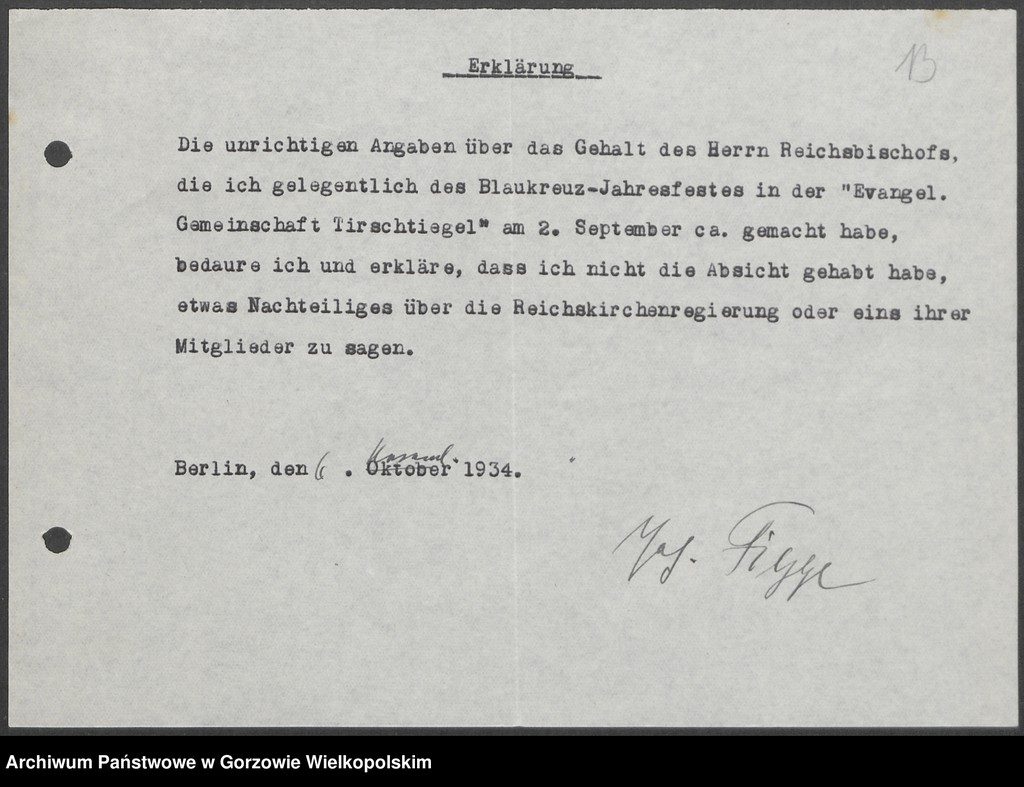 Erklärung
13
Die unrichtigen Angaben über das Gehalt des Herrn Reichsbischofs,
die ich gelegentlich des Blaukreuz-Jahresfestes in der "Evangel.
Gemeinschaft Tirschtiegel" am 2. September ca. gemacht habe,
bedaure ich und erkläre, dass ich nicht die Absicht gehabt habe,
etwas Nachteiliges über die Reichskirchenregierung oder eins ihrer
Mitglieder zu sagen.
Berlin, den 6. Oktober 1934.
Joh. Figge
Archiwum Państwowe w Gorzowie Wielkopolskim